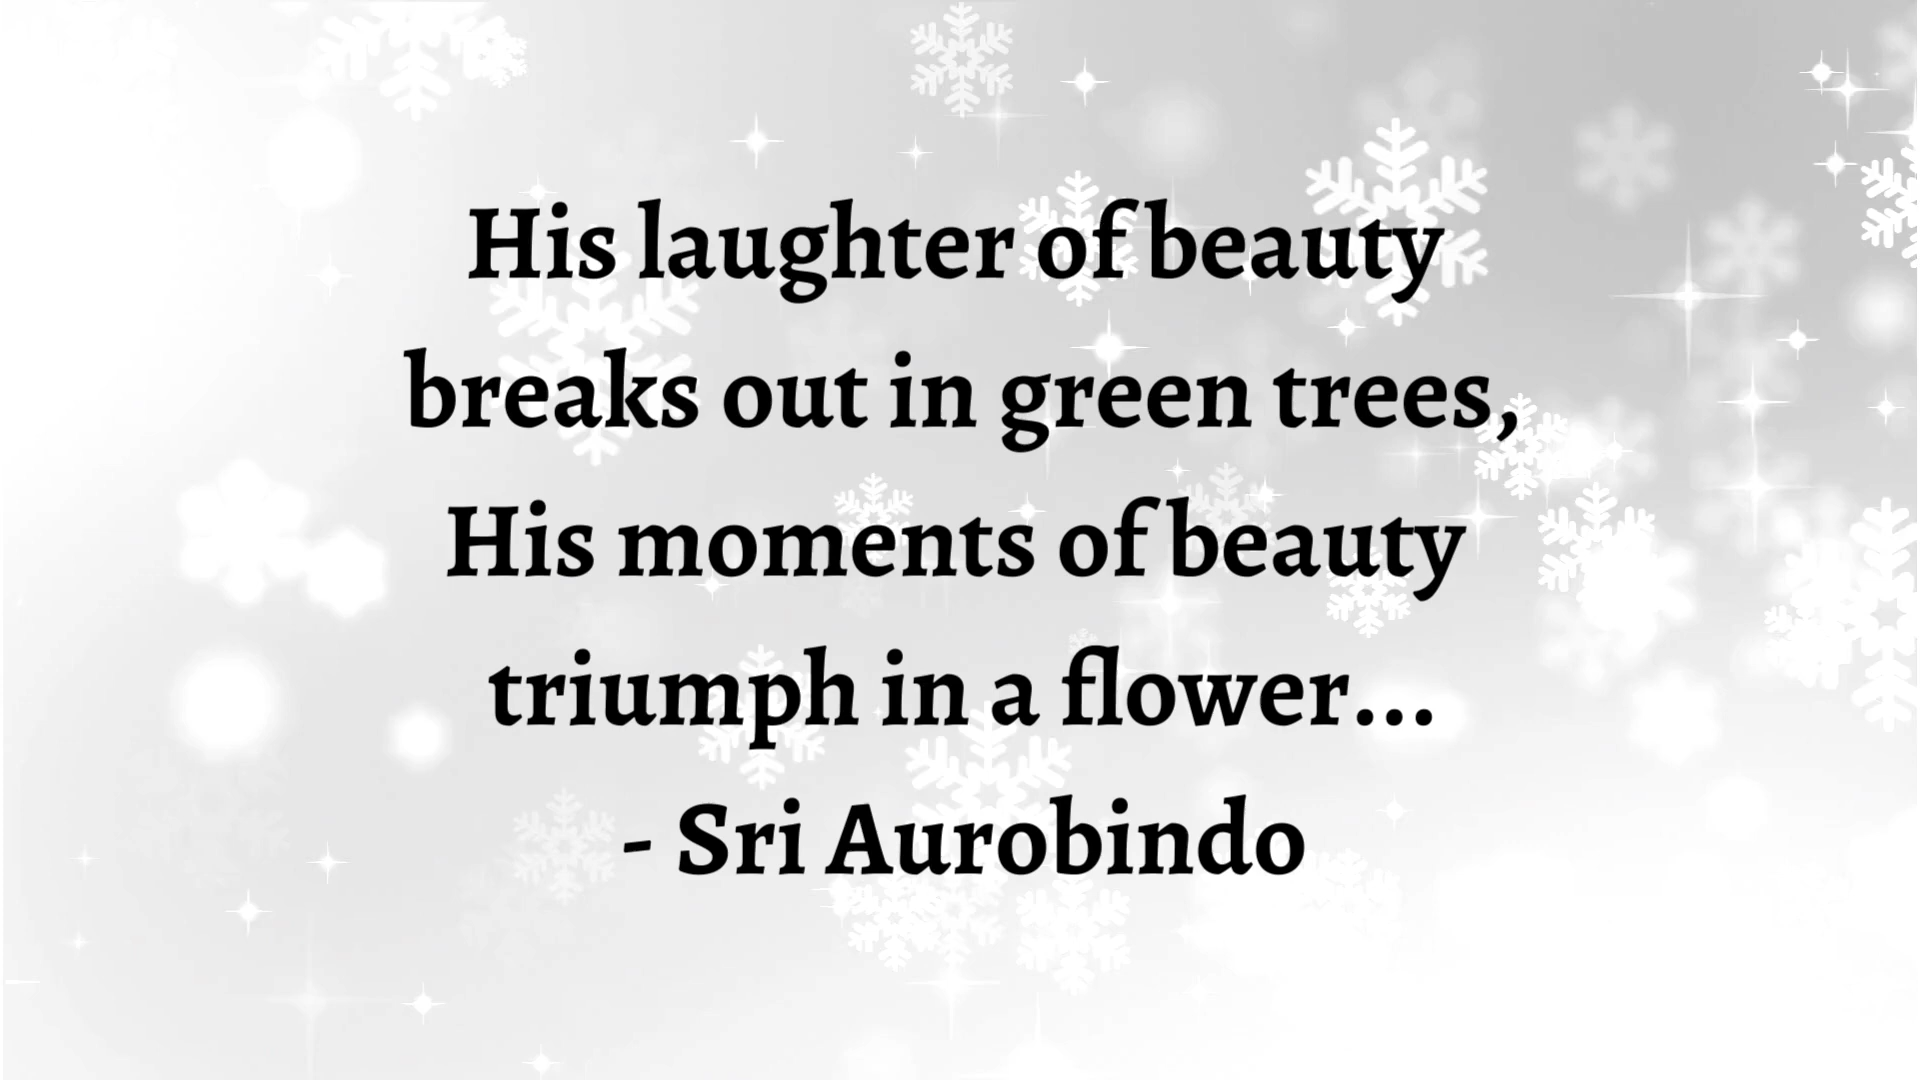 His laughter of beauty
breaks out in green trees,
His moments of beauty
triumph in a flower...
- Sri Aurobindo